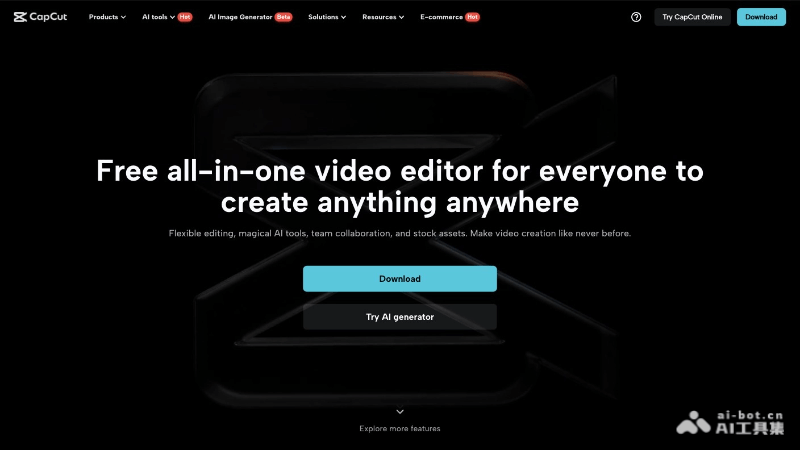 CapCut Products AI tools Hot AI Image Generator Beta Solutions Resources E-commerce Hot Try CapCut Online Download
Free all-in-one video editor for everyone to
create anything anywhere
Flexible editing, magical AI tools, team collaboration, and stock assets. Make video creation like never before.
Download
Try AI generator
Explore more features
ai-bot.cn
AI工具集